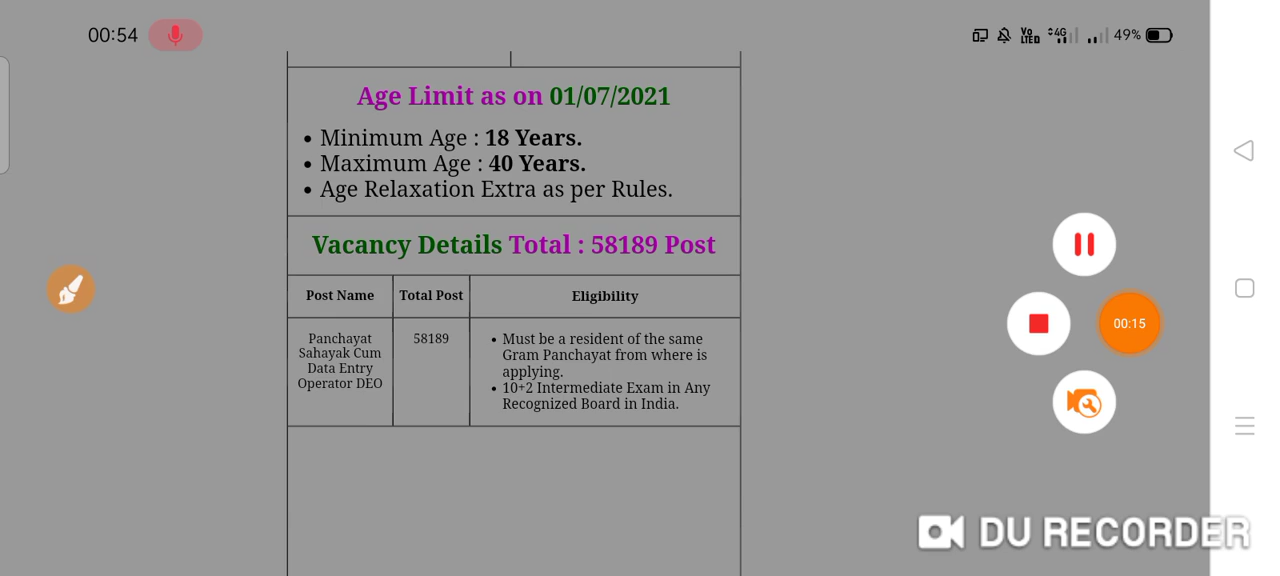 00:54
Vo LTED 4G 49%
Age Limit as on 01/07/2021
• Minimum Age : 18 Years.
• Maximum Age : 40 Years.
• Age Relaxation Extra as per Rules.
Vacancy Details Total : 58189 Post
Post Name Total Post Eligibility
Panchayat
Sahayak Cum
Data Entry
Operator DEO
58189
• Must be a resident of the same
Gram Panchayat from where is
applying.
• 10+2 Intermediate Exam in Any
Recognized Board in India.
00:15
DU RECORDER